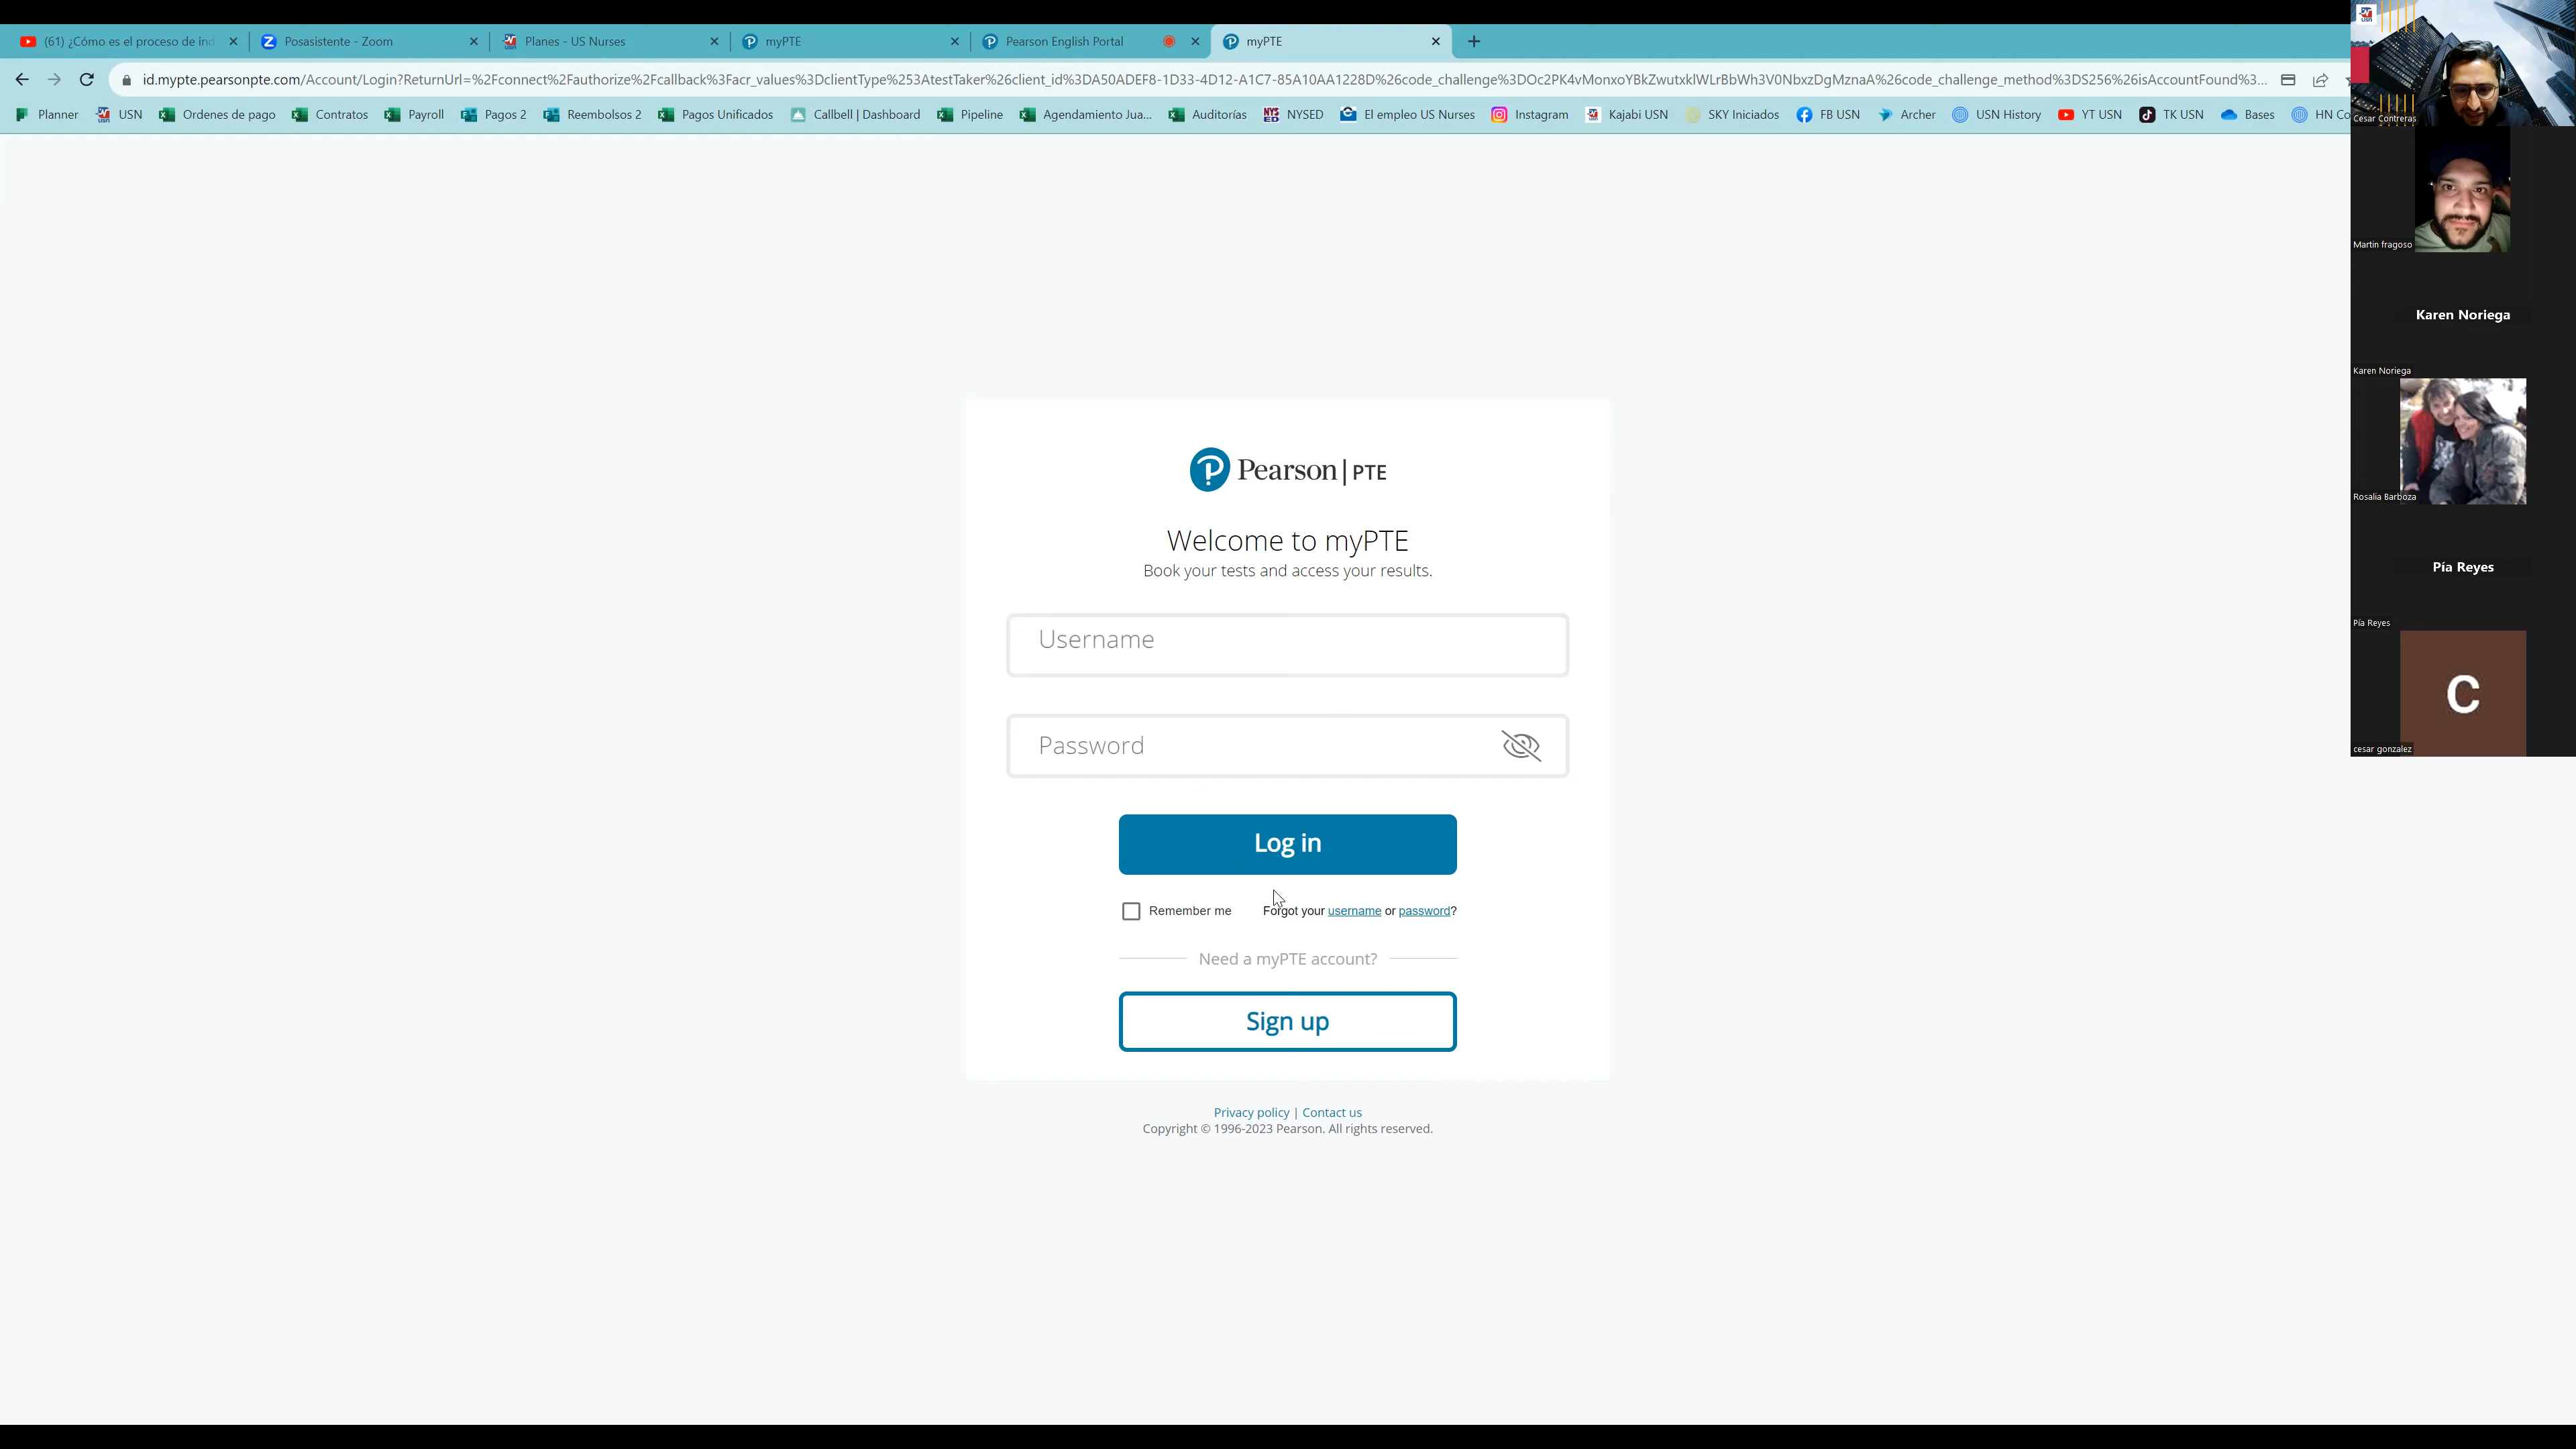 (61) ¿Cómo es el proceso de ind
Posasistente - Zoom
Planes - US Nurses
myPTE
Pearson English Portal
myPTE
id.mypte.pearsonpte.com/Account/Login?ReturnUrl=%2Fconnect%2Fauthorize%2Fcallback%3Facr_values%3DclientType%253AtestTaker%26client_id%3DA50ADEF8-1D33-4D12-A1C7-85A10AA1228D%26code_challenge%3DOc2PK4vMonxoYBkZwutxklWLrBbWh3V0NbxzDgMznaA%26code_challenge_method%3DS256%26isAccountFound%3...
Planner
USN
Ordenes de pago
Contratos
Payroll
Pagos 2
Reembolsos 2
Pagos Unificados
Callbell | Dashboard
Pipeline
Agendamiento Jua...
Auditorías
NYSED
El empleo US Nurses
Instagram
Kajabi USN
SKY Iniciados
FB USN
Archer
USN History
YT USN
TK USN
Bases
HN Co
Cesar Contreras
Martin fragoso
Karen Noriega
Karen Noriega
Rosalia Barboza
Pía Reyes
Pía Reyes
C
cesar gonzalez
Pearson | PTE
Welcome to myPTE
Book your tests and access your results.
Username
Password
Log in
Remember me
Forgot your username or password?
Need a myPTE account?
Sign up
Privacy policy | Contact us
Copyright © 1996-2023 Pearson. All rights reserved.